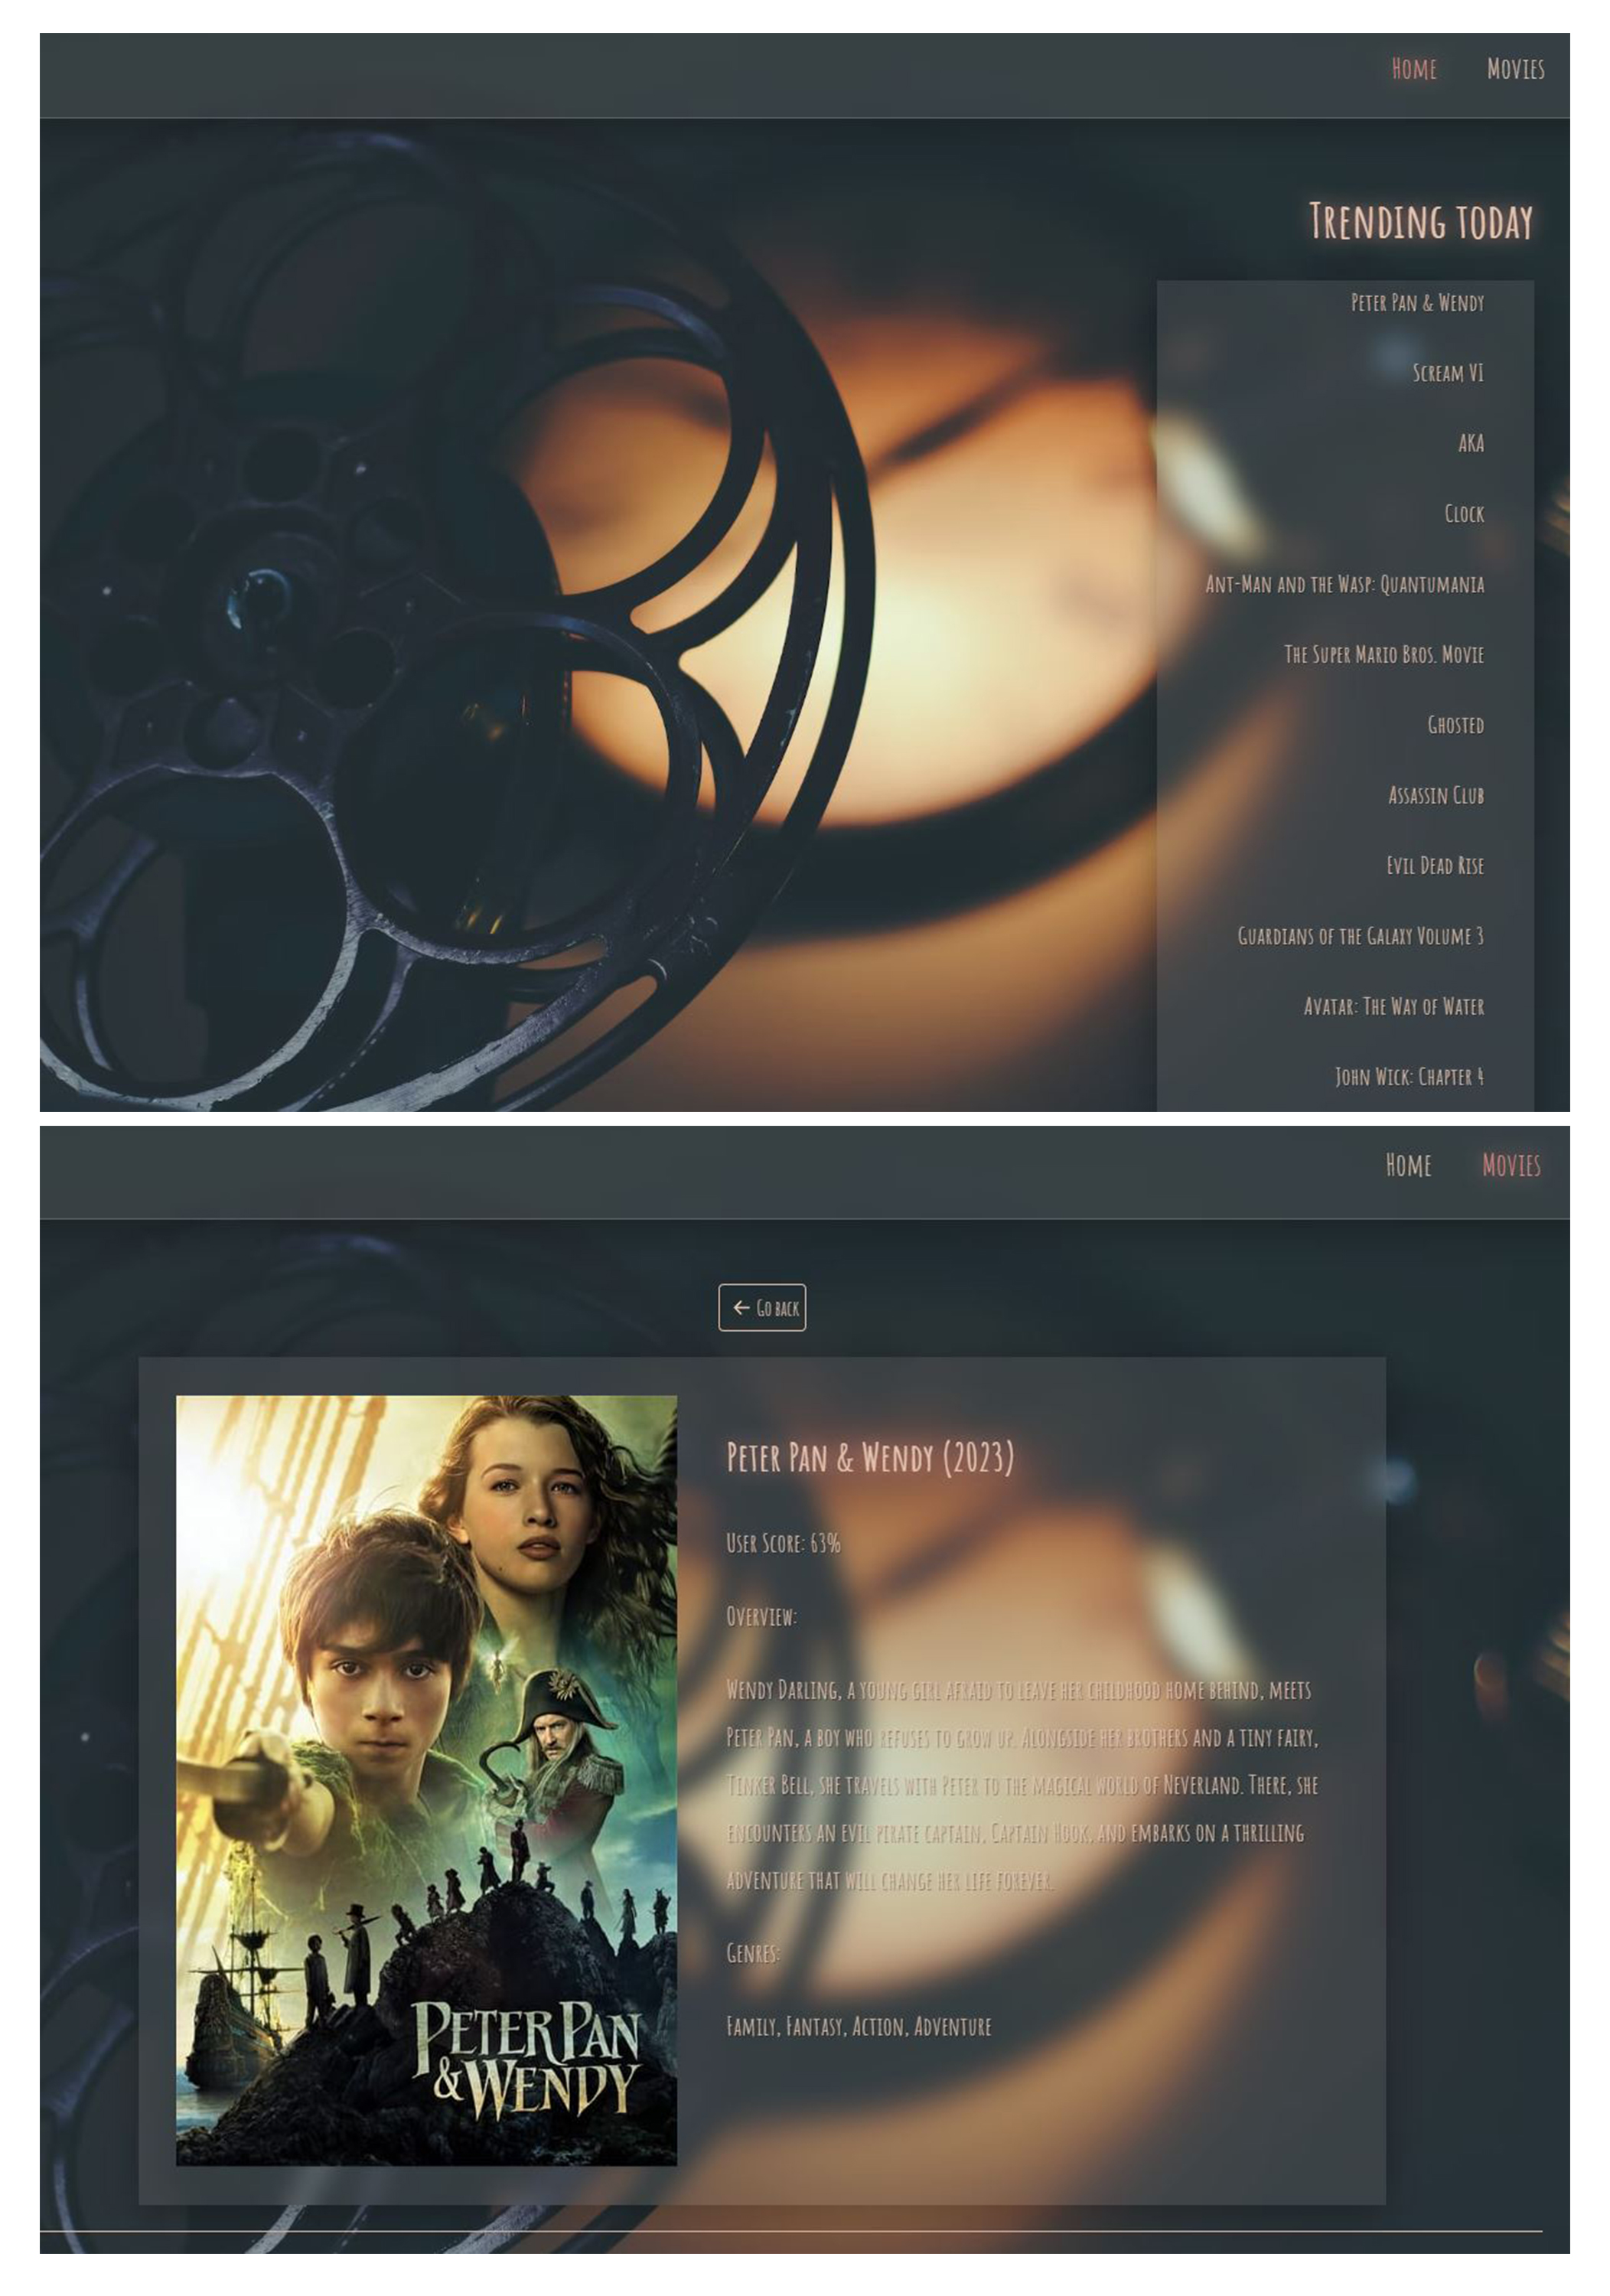 Home Movies
Trending today
Peter Pan & Wendy
Scream VI
AKA
Clock
Ant-Man and the Wasp: Quantumania
The Super Mario Bros. Movie
Ghosted
Assassin Club
Evil Dead Rise
Guardians of the Galaxy Volume 3
Avatar: The Way of Water
John Wick: Chapter 4
Home Movies
← Go back
Peter Pan & Wendy (2023)
User Score: 63%
Overview:
Wendy Darling, a young girl afraid to leave her childhood home behind, meets
Peter Pan, a boy who refuses to grow up. Alongside her brothers and a tiny fairy,
Tinker Bell, she travels with Peter to the magical world of Neverland. There, she
encounters an evil pirate captain, Captain Hook, and embarks on a thrilling
adventure that will change her life forever.
Genres:
Family, Fantasy, Action, Adventure
PETER PAN
& WENDY